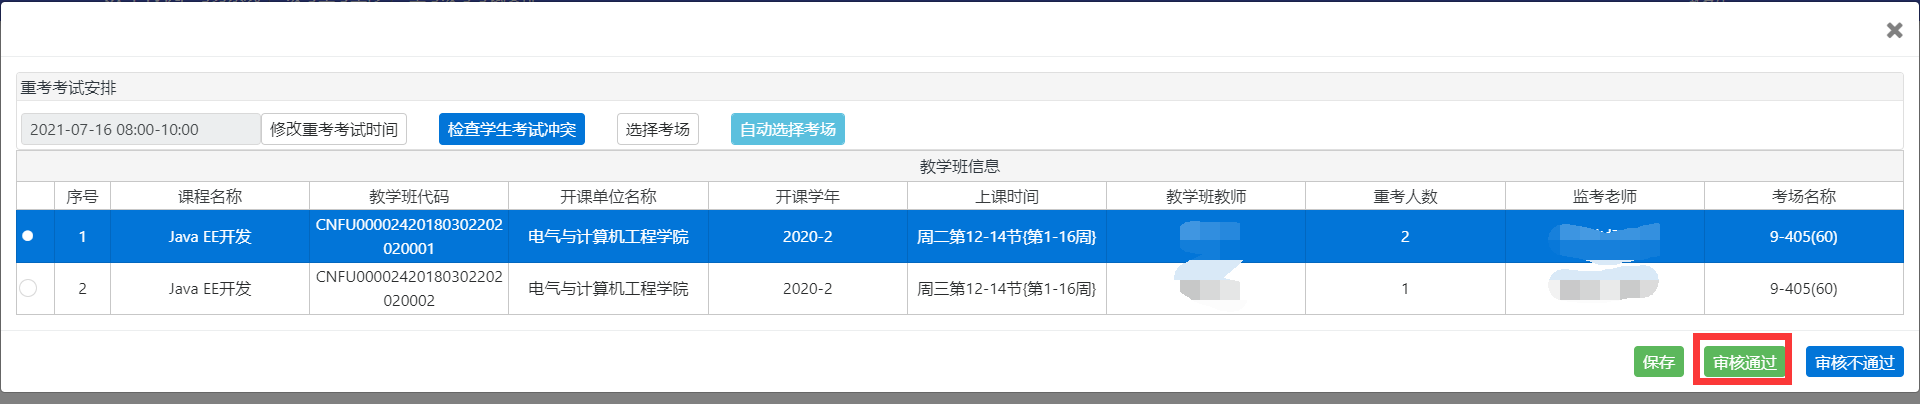 重考考试安排
2021-07-16 08:00-10:00 修改重考考试时间 检查学生考试冲突 选择考场 自动选择考场
教学班信息
序号 课程名称 教学班代码 开课单位名称 开课学年 上课时间 教学班教师 重考人数 监考老师 考场名称
1 Java EE开发 CNFU00002420180302202020001 电气与计算机工程学院 2020-2 周二第12-14节{第1-16周} 2 9-405(60)
2 Java EE开发 CNFU00002420180302202020002 电气与计算机工程学院 2020-2 周三第12-14节{第1-16周} 1 9-405(60)
保存 审核通过 审核不通过